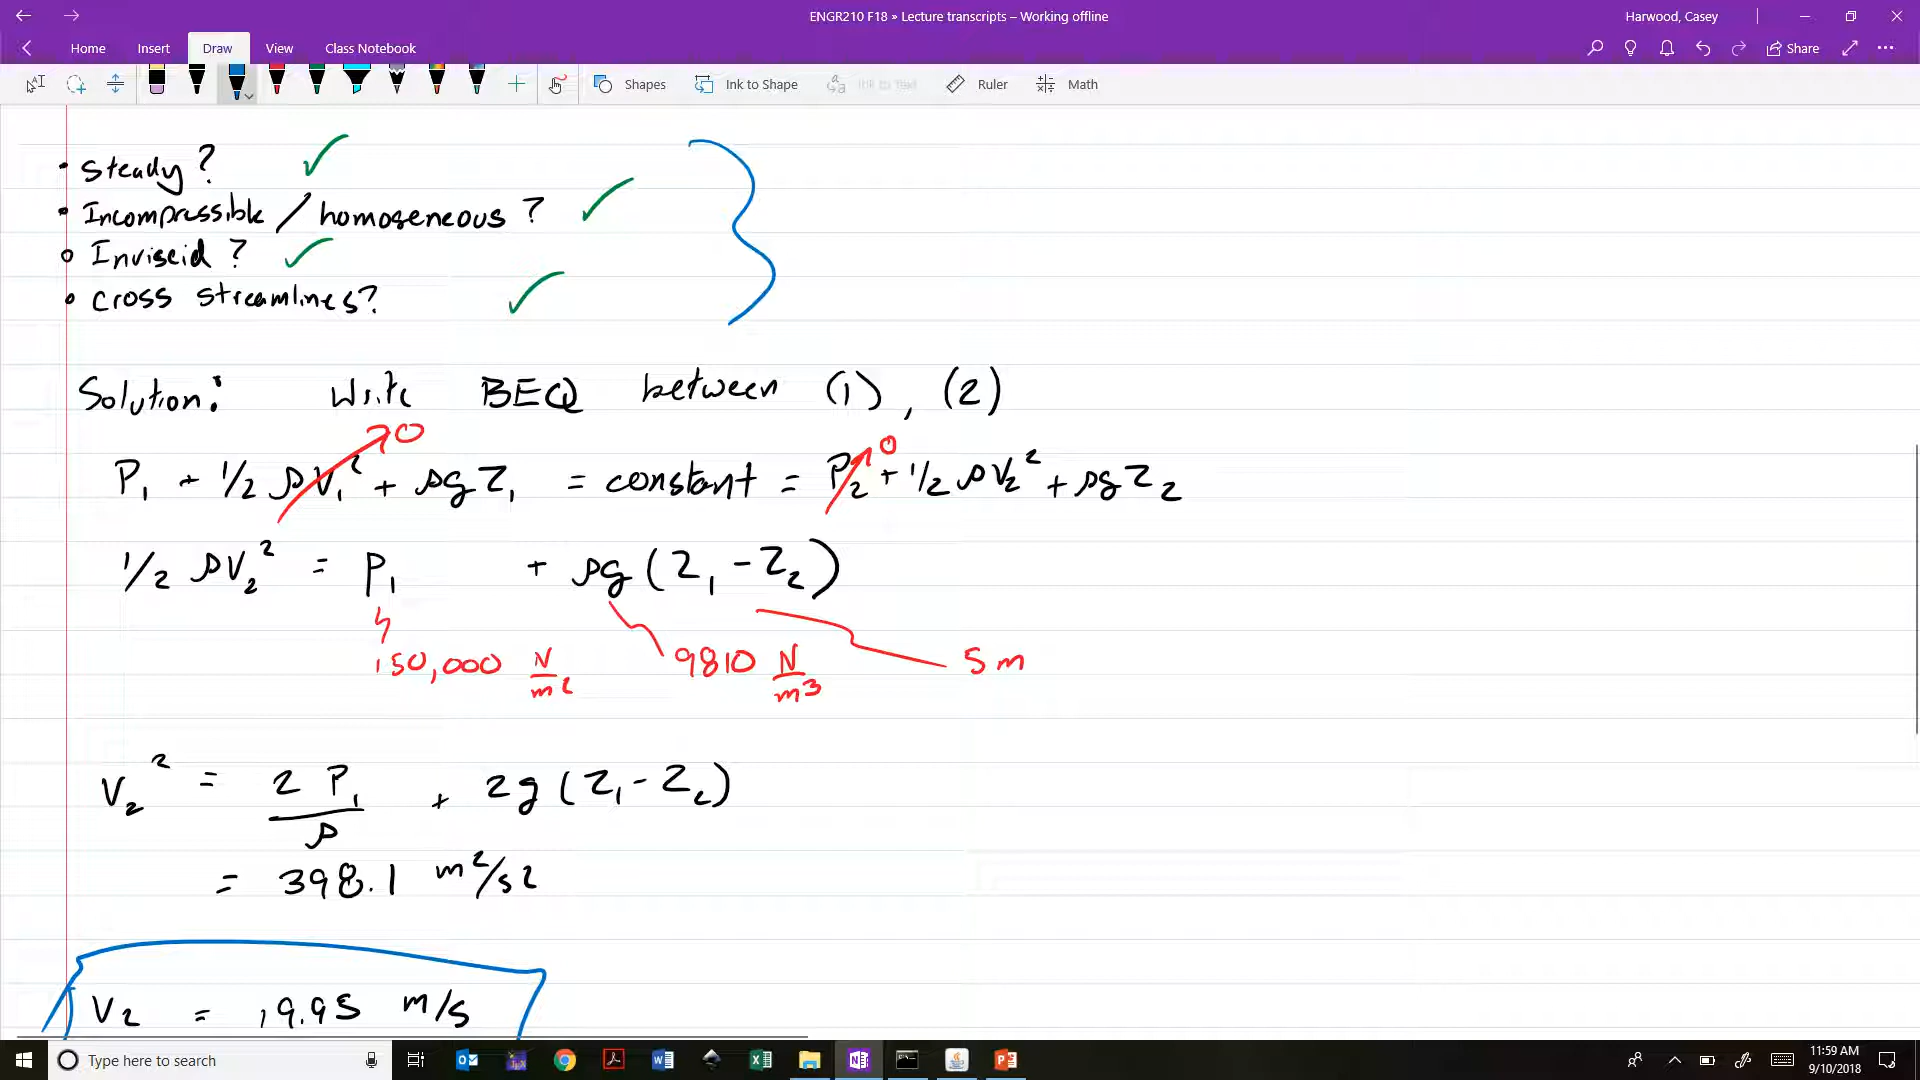 ENGR210 F18 » Lecture transcripts – Working offline
Harwood, Casey
Home Insert Draw View Class Notebook
Share
Shapes Ink to Shape Ink to Text Ruler Math
• Steady? ✓
• Incompressible / homogeneous? ✓
• Inviscid? ✓
• Cross streamlines? ✓
Solution: Write BEQ between (1), (2)
0 0
P₁ + 1/2 ρV₁² + ρgZ₁ = constant = P₂ + 1/2 ρV₂² + ρgZ₂
1/2 ρV₂² = P₁ + ρg(Z₁ - Z₂)
150,000 N/m² 9810 N/m³ 5 m
V₂² = 2P₁/ρ + 2g(Z₁ - Z₂)
= 398.1 m²/s²
V₂ = 19.95 m/s
Type here to search
11:59 AM
9/10/2018